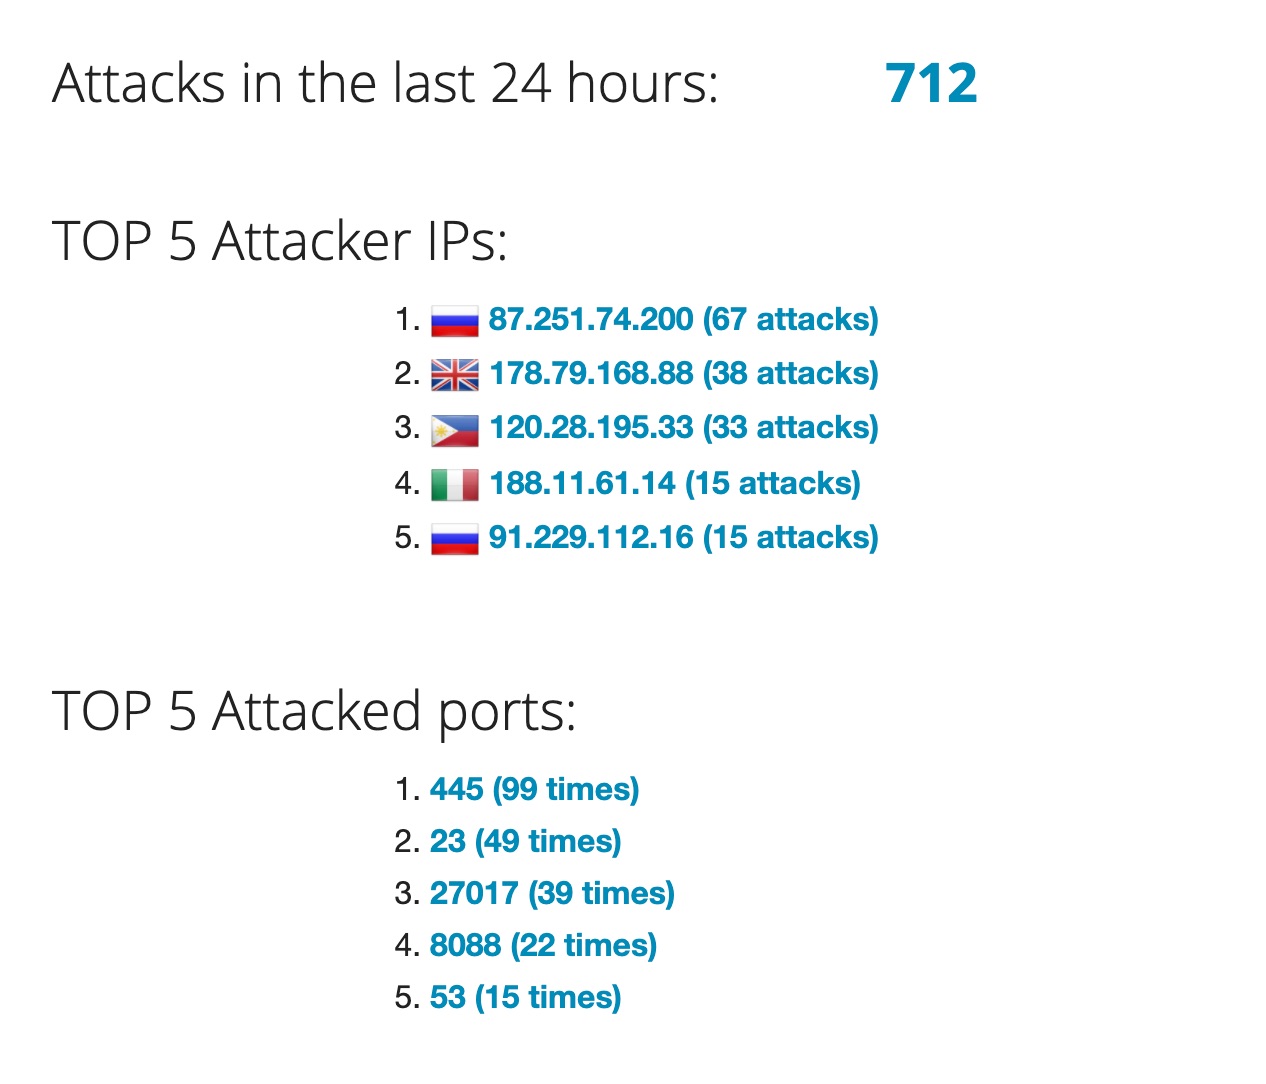 Attacks in the last 24 hours: 712
TOP 5 Attacker IPs:
1. 87.251.74.200 (67 attacks)
2. 178.79.168.88 (38 attacks)
3. 120.28.195.33 (33 attacks)
4. 188.11.61.14 (15 attacks)
5. 91.229.112.16 (15 attacks)
TOP 5 Attacked ports:
1. 445 (99 times)
2. 23 (49 times)
3. 27017 (39 times)
4. 8088 (22 times)
5. 53 (15 times)